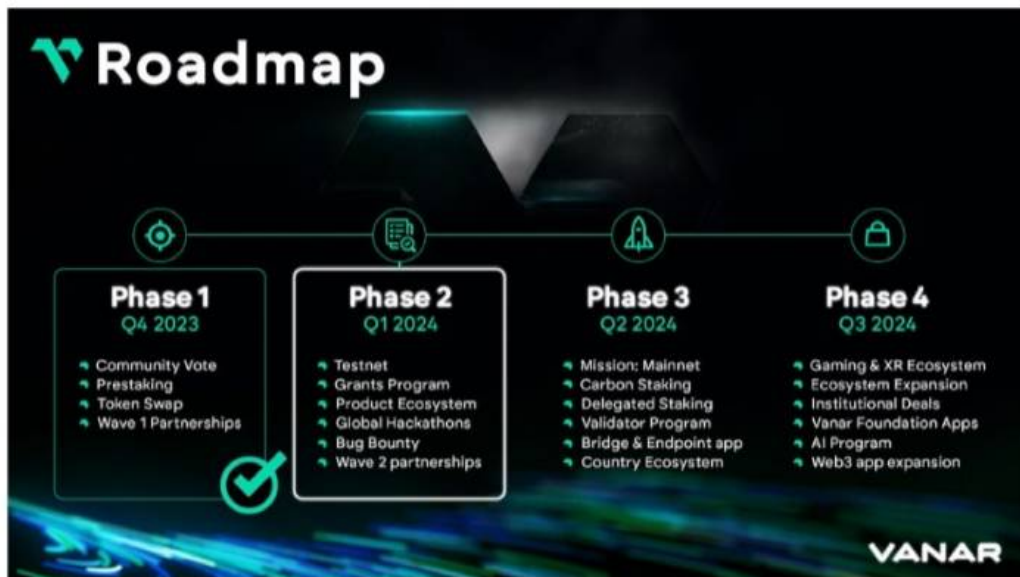 Roadmap
Phase 1
Q4 2023
Community Vote
Prestaking
Token Swap
Wave 1 Partnerships
Phase 2
Q1 2024
Testnet
Grants Program
Product Ecosystem
Global Hackathons
Bug Bounty
Wave 2 partnerships
Phase 3
Q2 2024
Mission: Mainnet
Carbon Staking
Delegated Staking
Validator Program
Bridge & Endpoint app
Country Ecosystem
Phase 4
Q3 2024
Gaming & XR Ecosystem
Ecosystem Expansion
Institutional Deals
Vanar Foundation Apps
AI Program
Web3 app expansion
VANAR